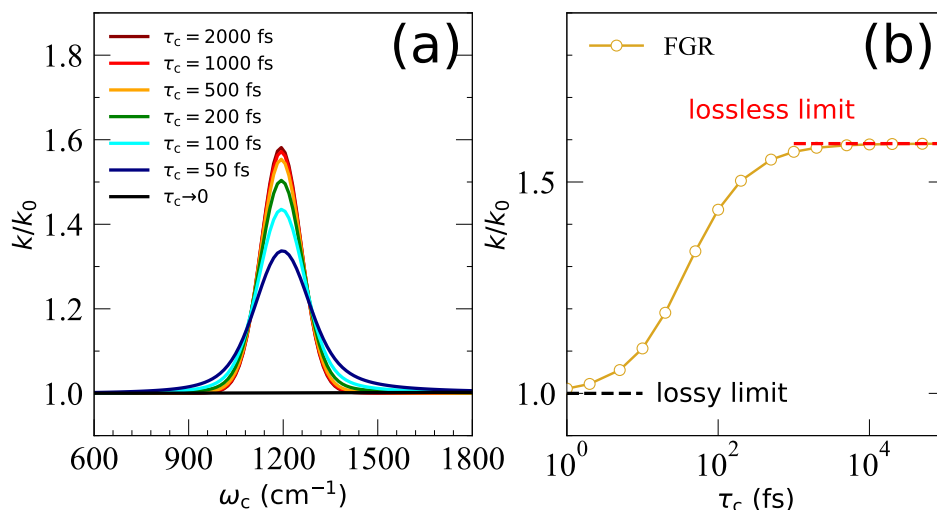 (a)
τc = 2000 fs
τc = 1000 fs
τc = 500 fs
τc = 200 fs
τc = 100 fs
τc = 50 fs
τc→0
1.8
1.6
1.4
1.2
1.0
k/k0
600
900
1200
1500
1800
ωc (cm−1)
(b)
FGR
lossless limit
lossy limit
1.5
1.0
k/k0
10^0
10^2
10^4
τc (fs)